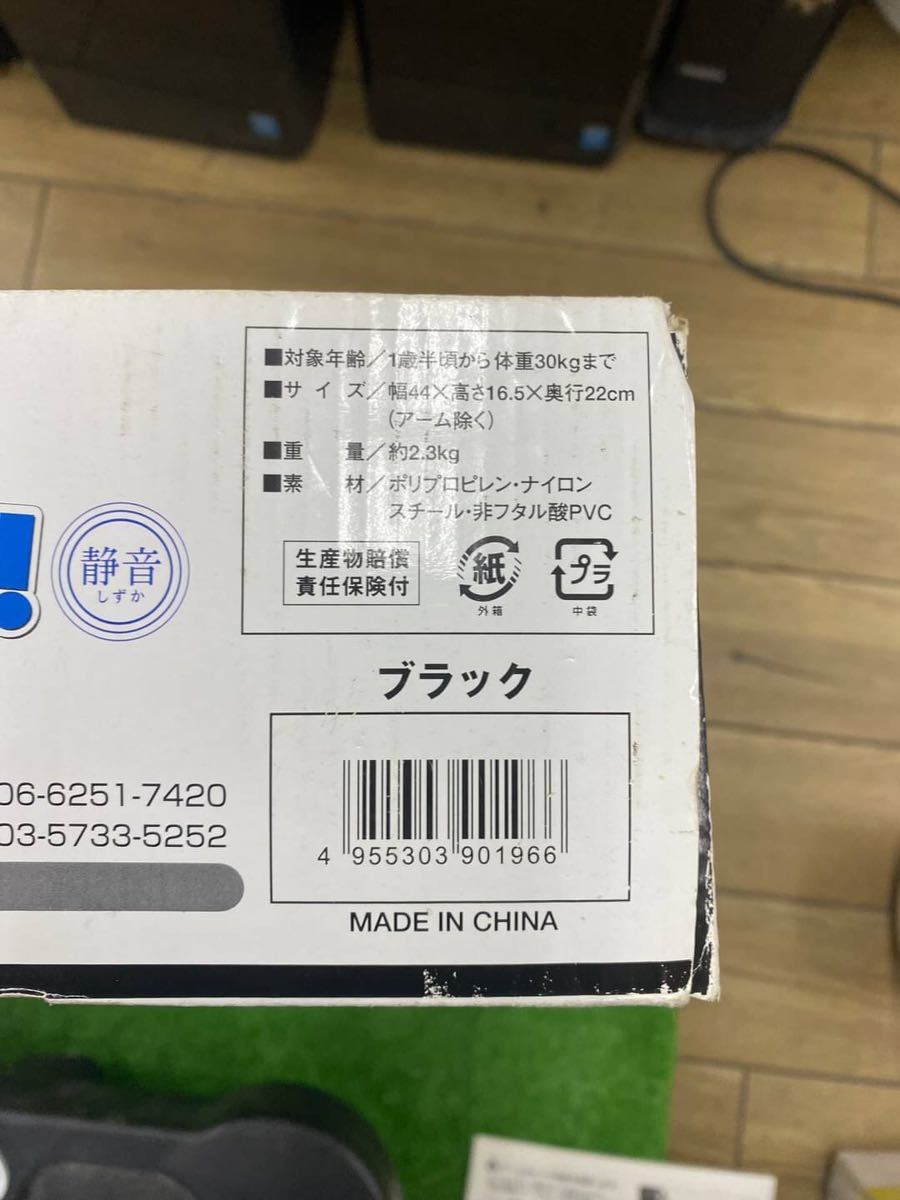 ■対象年齢／1歳半頃から体重30kgまで
■サイズ／幅44×高さ16.5×奥行22cm
(アーム除く)
■重量／約2.3kg
■素材／ポリプロピレン・ナイロン
スチール・非フタル酸PVC
生産物賠償
責任保険付
紙
外箱
プラ
中袋
!
静音
しずか
ブラック
06-6251-7420
03-5733-5252
4 955303 901966
MADE IN CHINA